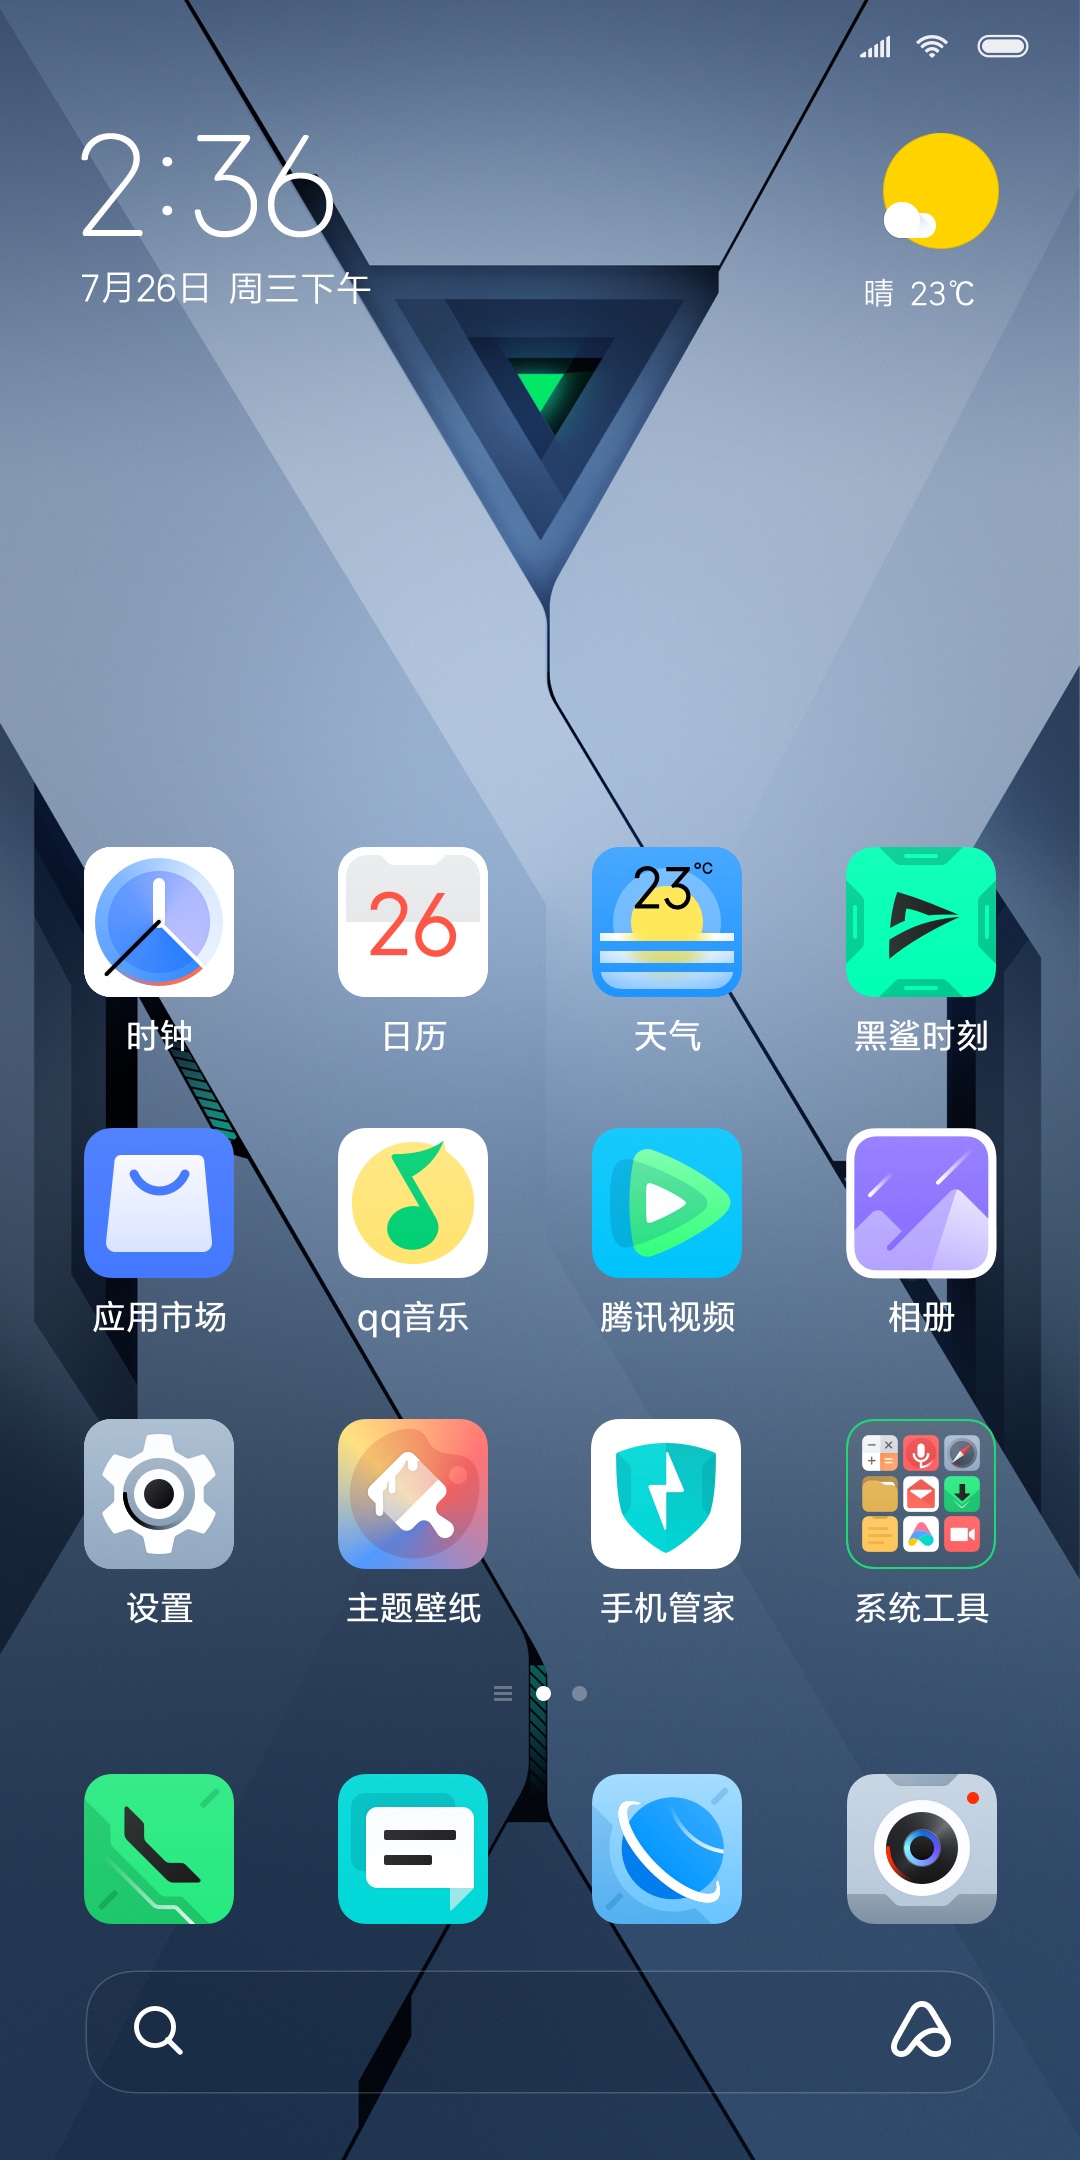 2:36
7月26日 周三下午
晴 23℃
26
23℃
时钟
日历
天气
黑鲨时刻
应用市场
qq音乐
腾讯视频
相册
设置
主题壁纸
手机管家
系统工具